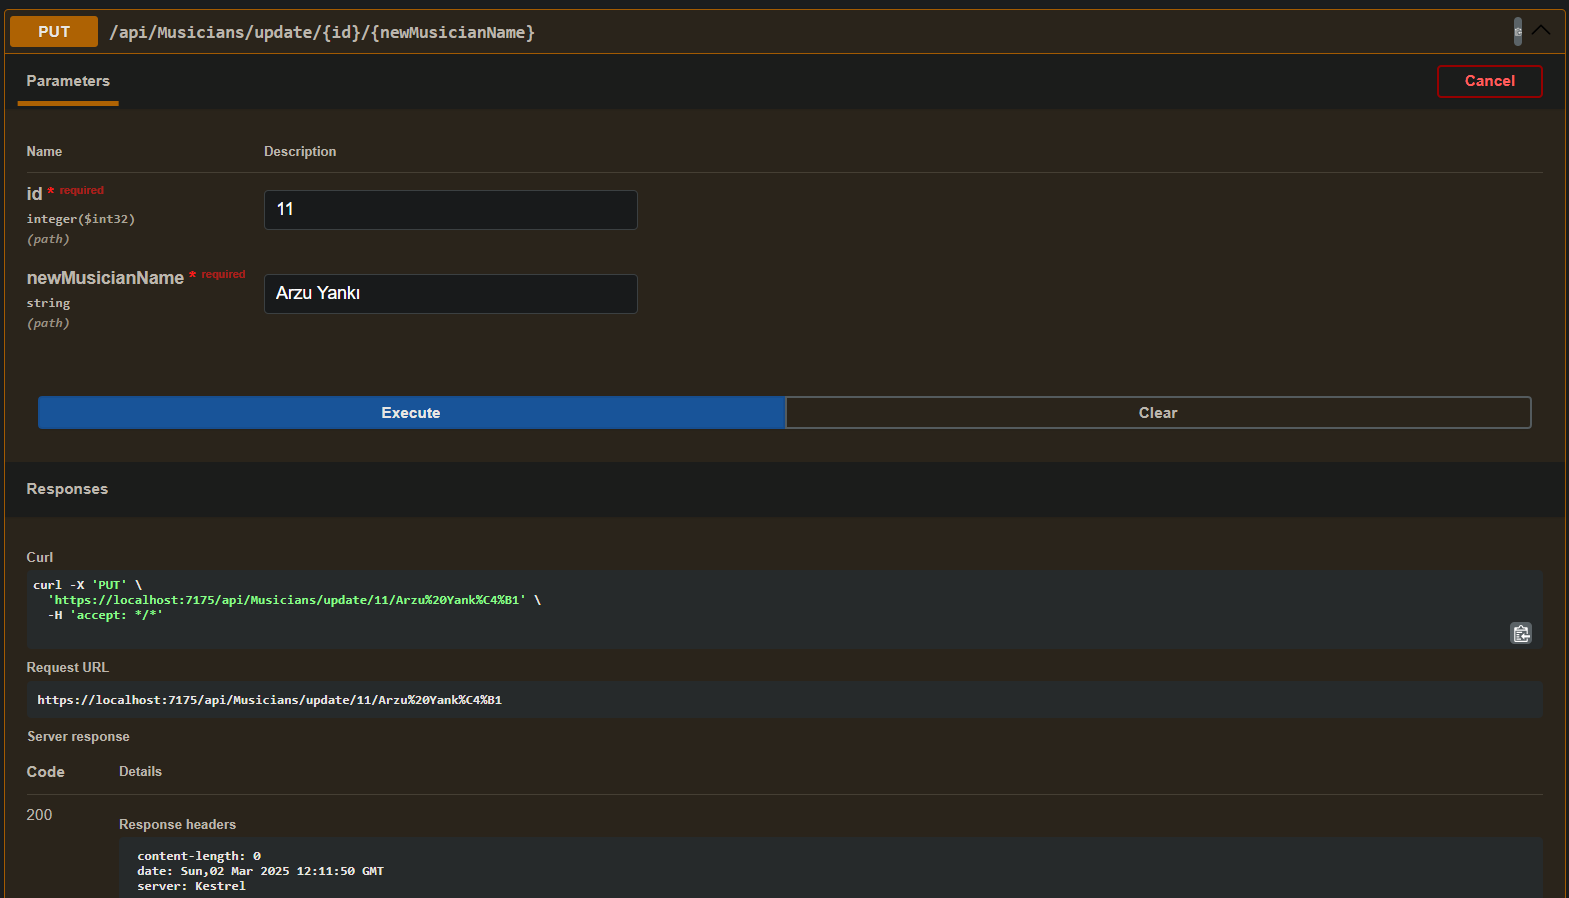 PUT /api/Musicians/update/{id}/{newMusicianName}
Parameters
Cancel
Name Description
id * required
integer($int32)
(path)
11
newMusicianName * required
string
(path)
Arzu Yankı
Execute Clear
Responses
Curl
curl -X 'PUT' \
'https://localhost:7175/api/Musicians/update/11/Arzu%20Yank%C4%B1' \
-H 'accept: */*'
Request URL
https://localhost:7175/api/Musicians/update/11/Arzu%20Yank%C4%B1
Server response
Code Details
200
Response headers
content-length: 0
date: Sun,02 Mar 2025 12:11:50 GMT
server: Kestrel